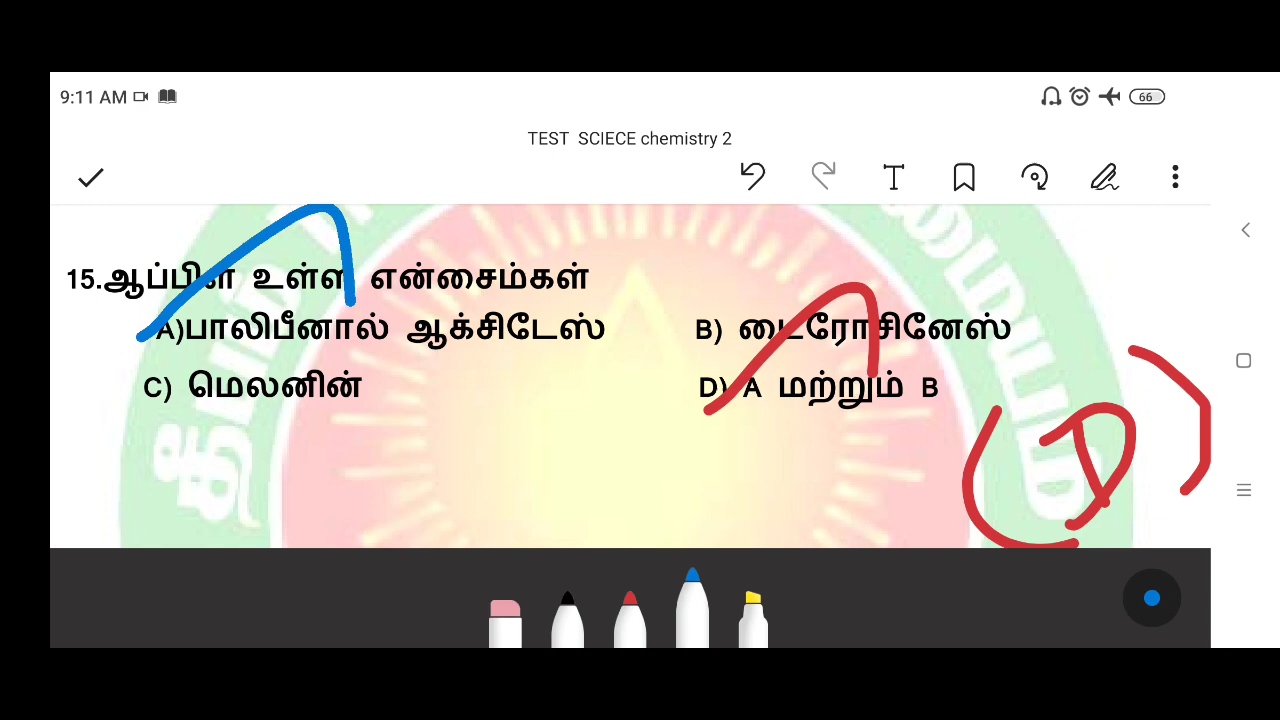 9:11 AM 66
TEST SCIECE chemistry 2
15.ஆப்பிள உள்ள என்சைம்கள்
A)பாலிபீனால் ஆக்சிடேஸ் B) டைரோசினேஸ்
C) மெலனின் D) A மற்றும் B
(D)